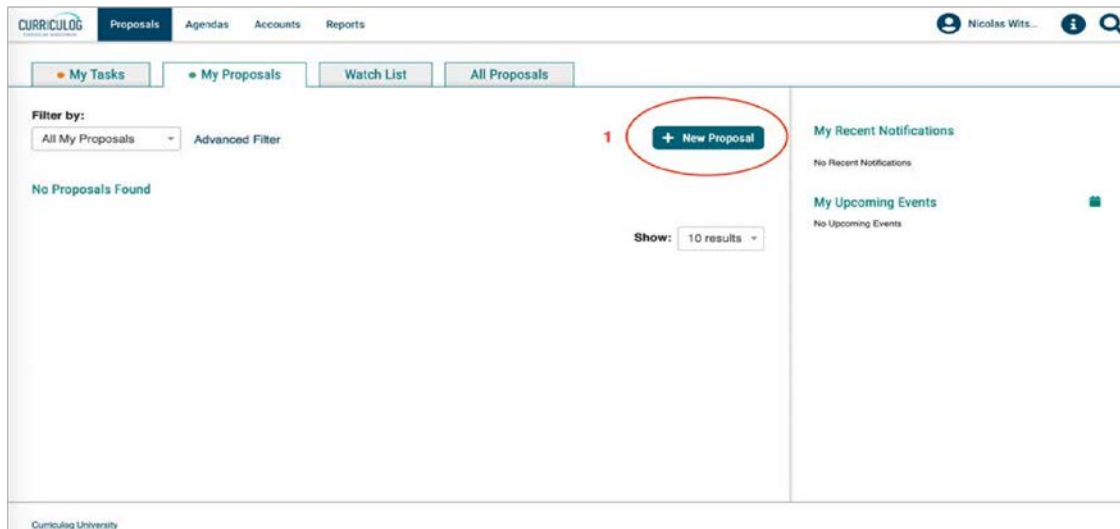 CURRICULOG
Proposals
Agendas
Accounts
Reports
Nicolas Wits...
My Tasks
My Proposals
Watch List
All Proposals
Filter by:
All My Proposals
Advanced Filter
1
+ New Proposal
No Proposals Found
Show: 10 results
My Recent Notifications
No Recent Notifications
My Upcoming Events
No Upcoming Events
Curriculog University